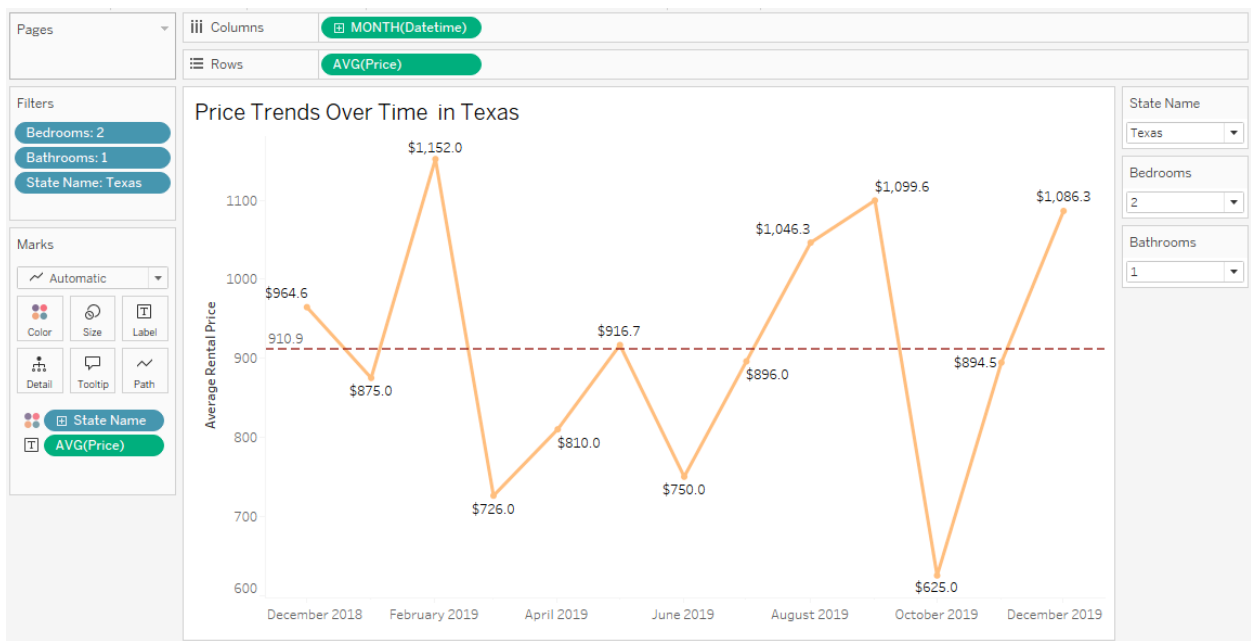 Pages
Columns
MONTH(Datetime)
Rows
AVG(Price)
Filters
Bedrooms: 2
Bathrooms: 1
State Name: Texas
Marks
Automatic
Color
Size
T
Label
Detail
Tooltip
Path
State Name
T
AVG(Price)
Price Trends Over Time in Texas
Average Rental Price
1100
1000
900
800
700
600
910.9
$964.6
$875.0
$1,152.0
$726.0
$810.0
$916.7
$750.0
$896.0
$1,046.3
$1,099.6
$625.0
$894.5
$1,086.3
December 2018
February 2019
April 2019
June 2019
August 2019
October 2019
December 2019
State Name
Texas
Bedrooms
2
Bathrooms
1